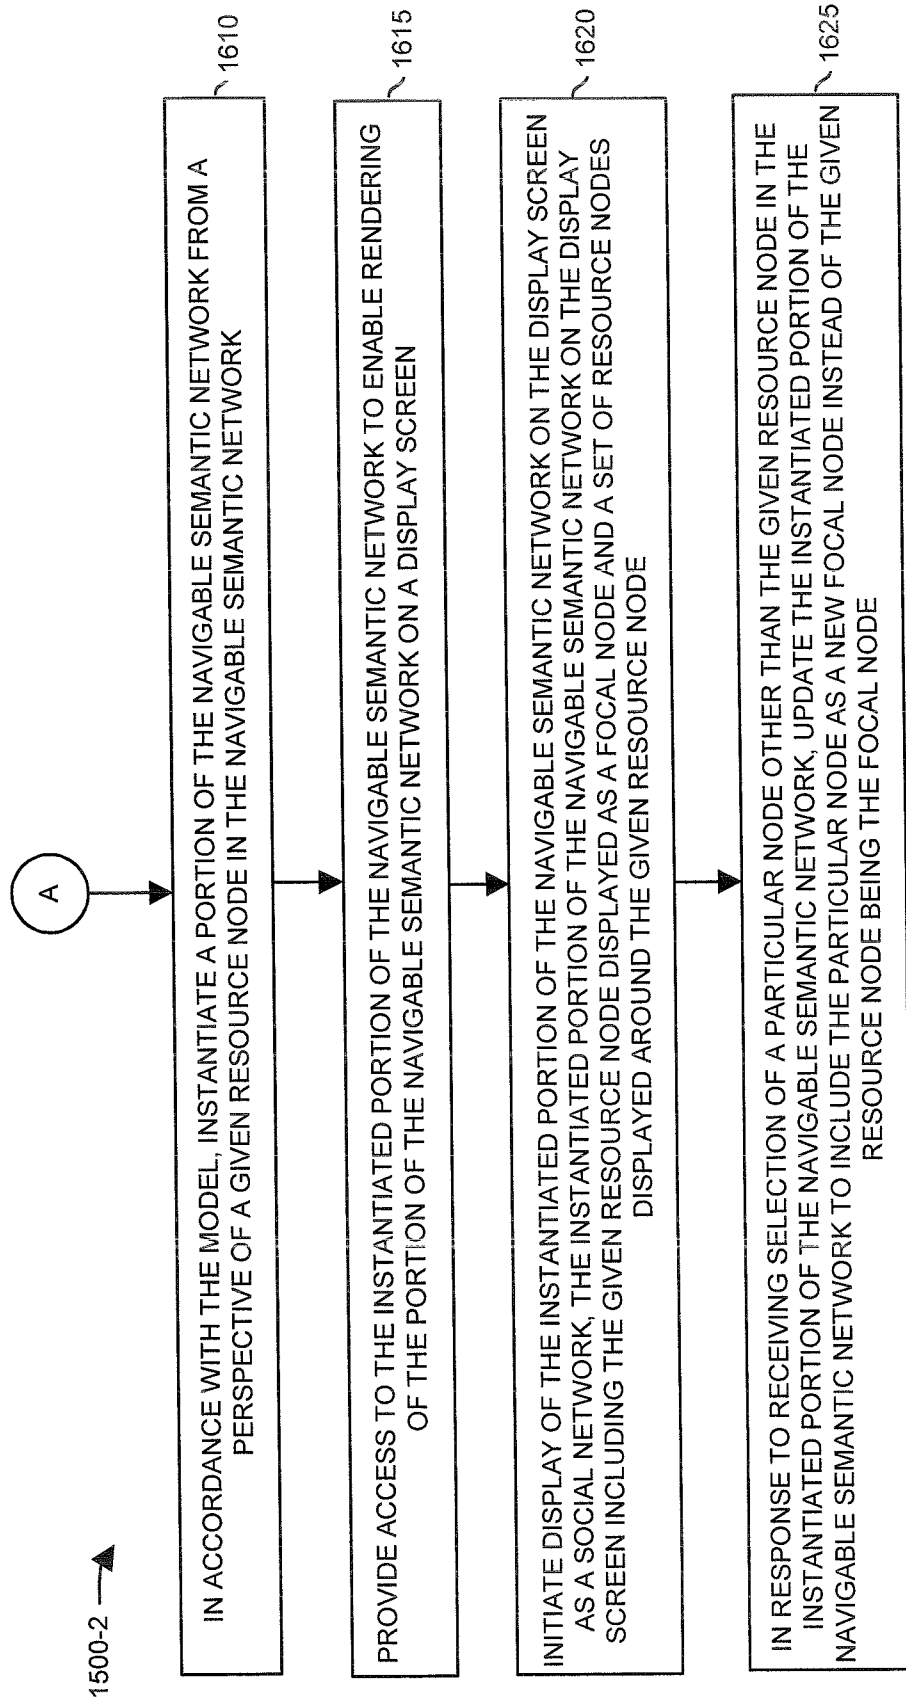 1500-2
A
IN ACCORDANCE WITH THE MODEL, INSTANTIATE A PORTION OF THE NAVIGABLE SEMANTIC NETWORK FROM A
PERSPECTIVE OF A GIVEN RESOURCE NODE IN THE NAVIGABLE SEMANTIC NETWORK
1610
PROVIDE ACCESS TO THE INSTANTIATED PORTION OF THE NAVIGABLE SEMANTIC NETWORK TO ENABLE RENDERING
OF THE PORTION OF THE NAVIGABLE SEMANTIC NETWORK ON A DISPLAY SCREEN
1615
INITIATE DISPLAY OF THE INSTANTIATED PORTION OF THE NAVIGABLE SEMANTIC NETWORK ON THE DISPLAY SCREEN
AS A SOCIAL NETWORK, THE INSTANTIATED PORTION OF THE NAVIGABLE SEMANTIC NETWORK ON THE DISPLAY
SCREEN INCLUDING THE GIVEN RESOURCE NODE DISPLAYED AS A FOCAL NODE AND A SET OF RESOURCE NODES
DISPLAYED AROUND THE GIVEN RESOURCE NODE
1620
IN RESPONSE TO RECEIVING SELECTION OF A PARTICULAR NODE OTHER THAN THE GIVEN RESOURCE NODE IN THE
INSTANTIATED PORTION OF THE NAVIGABLE SEMANTIC NETWORK, UPDATE THE INSTANTIATED PORTION OF THE
NAVIGABLE SEMANTIC NETWORK TO INCLUDE THE PARTICULAR NODE AS A NEW FOCAL NODE INSTEAD OF THE GIVEN
RESOURCE NODE BEING THE FOCAL NODE
1625